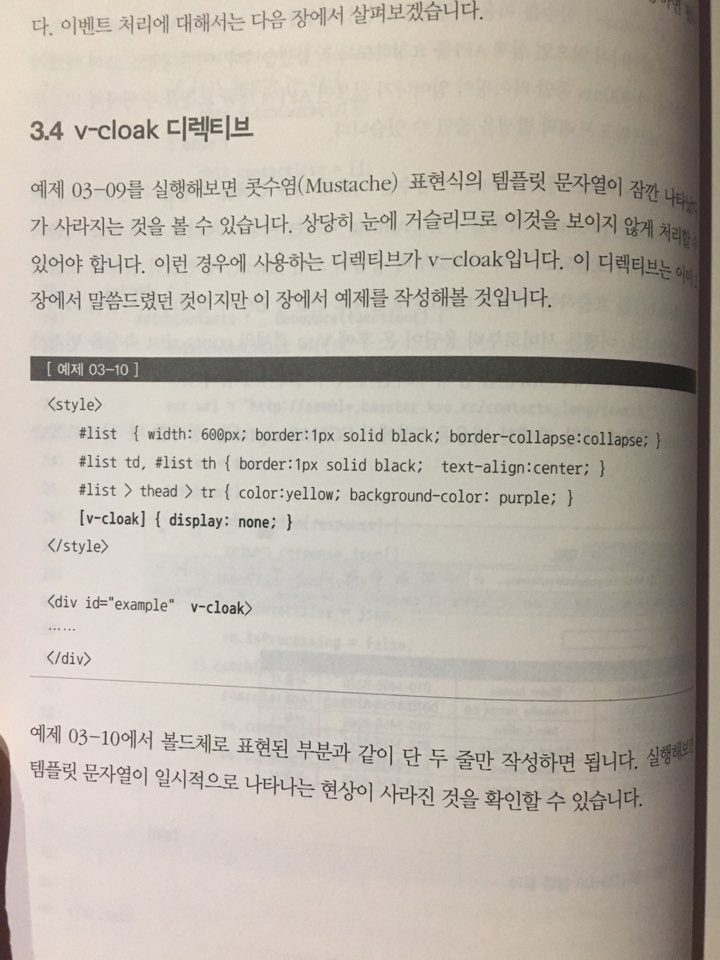 다. 이벤트 처리에 대해서는 다음 장에서 살펴보겠습니다.
3.4 v-cloak 디렉티브
예제 03-09를 실행해보면 콧수염(Mustache) 표현식의 템플릿 문자열이 잠깐 나타났다
가 사라지는 것을 볼 수 있습니다. 상당히 눈에 거슬리므로 이것을 보이지 않게 처리할 수
있어야 합니다. 이런 경우에 사용하는 디렉티브가 v-cloak입니다. 이 디렉티브는 이미
장에서 말씀드렸던 것이지만 이 장에서 예제를 작성해볼 것입니다.
[ 예제 03-10 ]
<style>
#list { width: 600px; border:1px solid black; border-collapse:collapse; }
#list td, #list th { border:1px solid black; text-align:center; }
#list > thead > tr { color:yellow; background-color: purple; }
[v-cloak] { display: none; }
</style>
<div id="example" v-cloak>
……
</div>
예제 03-10에서 볼드체로 표현된 부분과 같이 단 두 줄만 작성하면 됩니다. 실행해보면
템플릿 문자열이 일시적으로 나타나는 현상이 사라진 것을 확인할 수 있습니다.